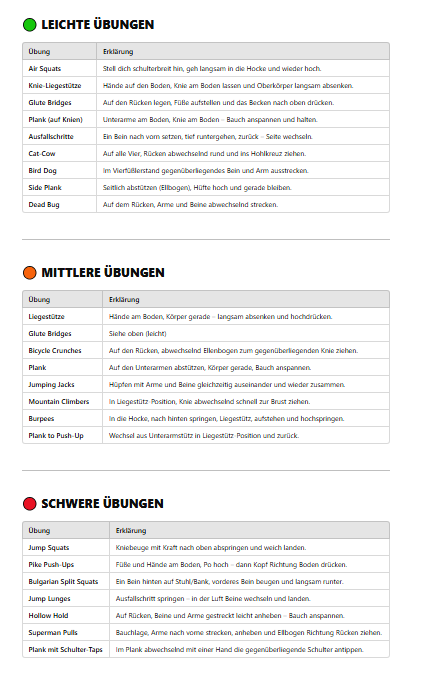 LEICHTE ÜBUNGEN
Übung Erklärung
Air Squats Stell dich schulterbreit hin, geh langsam in die Hocke und wieder hoch.
Knie-Liegestütze Hände auf den Boden, Knie am Boden lassen und Oberkörper langsam absenken.
Glute Bridges Auf den Rücken legen, Füße aufstellen und das Becken nach oben drücken.
Plank (auf Knien) Unterarme am Boden, Knie am Boden – Bauch anspannen und halten.
Ausfallschritte Ein Bein nach vorn setzen, tief runtergehen, zurück – Seite wechseln.
Cat-Cow Auf alle Vier, Rücken abwechselnd rund und ins Hohlkreuz ziehen.
Bird Dog Im Vierfüßlerstand gegenüberliegendes Bein und Arm ausstrecken.
Side Plank Seitlich abstützen (Ellbogen), Hüfte hoch und gerade bleiben.
Dead Bug Auf dem Rücken, Arme und Beine abwechselnd strecken.
MITTLERE ÜBUNGEN
Übung Erklärung
Liegestütze Hände am Boden, Körper gerade – langsam absenken und hochdrücken.
Glute Bridges Siehe oben (leicht)
Bicycle Crunches Auf den Rücken, abwechselnd Ellenbogen zum gegenüberliegenden Knie ziehen.
Plank Auf den Unterarmen abstützen, Körper gerade, Bauch anspannen.
Jumping Jacks Hüpfen mit Arme und Beine gleichzeitig auseinander und wieder zusammen.
Mountain Climbers In Liegestütz-Position, Knie abwechselnd schnell zur Brust ziehen.
Burpees In die Hocke, nach hinten springen, Liegestütz, aufstehen und hochspringen.
Plank to Push-Up Wechsel aus Unterarmstütz in Liegestütz-Position und zurück.
SCHWERE ÜBUNGEN
Übung Erklärung
Jump Squats Kniebeuge mit Kraft nach oben abspringen und weich landen.
Pike Push-Ups Füße und Hände am Boden, Po hoch – dann Kopf Richtung Boden drücken.
Bulgarian Split Squats Ein Bein hinten auf Stuhl/Bank, vorderes Bein beugen und langsam runter.
Jump Lunges Ausfallschritt springen – in der Luft Beine wechseln und landen.
Hollow Hold Auf Rücken, Beine und Arme gestreckt leicht anheben – Bauch anspannen.
Superman Pulls Bauchlage, Arme nach vorne strecken, anheben und Ellbogen Richtung Rücken ziehen.
Plank mit Schulter-Taps Im Plank abwechselnd mit einer Hand die gegenüberliegende Schulter antippen.